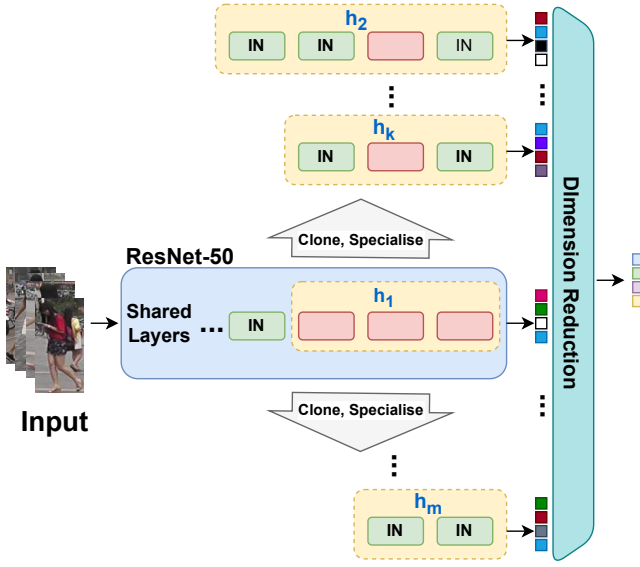 h2
IN IN IN
hk
IN IN
Clone, Specialise
ResNet-50
Shared
Layers
... IN
h1
Input
Clone, Specialise
hm
IN IN
DImension Reduction